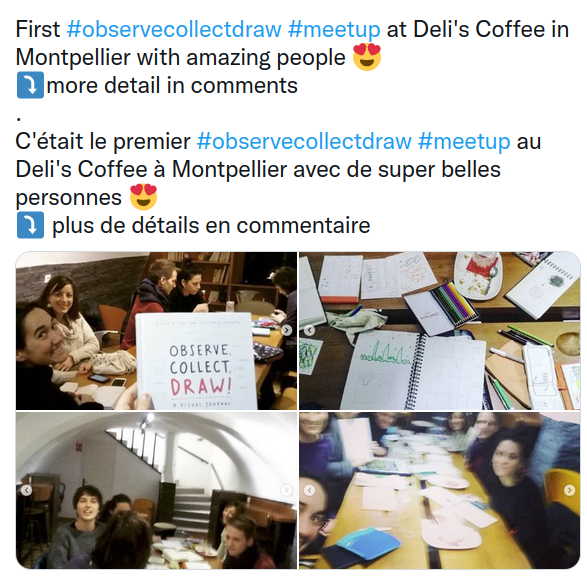 First #observecollectdraw #meetup at Deli's Coffee in
Montpellier with amazing people 😍
⤵️more detail in comments
.
C'était le premier #observecollectdraw #meetup au
Deli's Coffee à Montpellier avec de super belles
personnes 😍
⤵️ plus de détails en commentaire
OBSERVE.
COLLECT.
DRAW!
A VISUAL JOURNAL